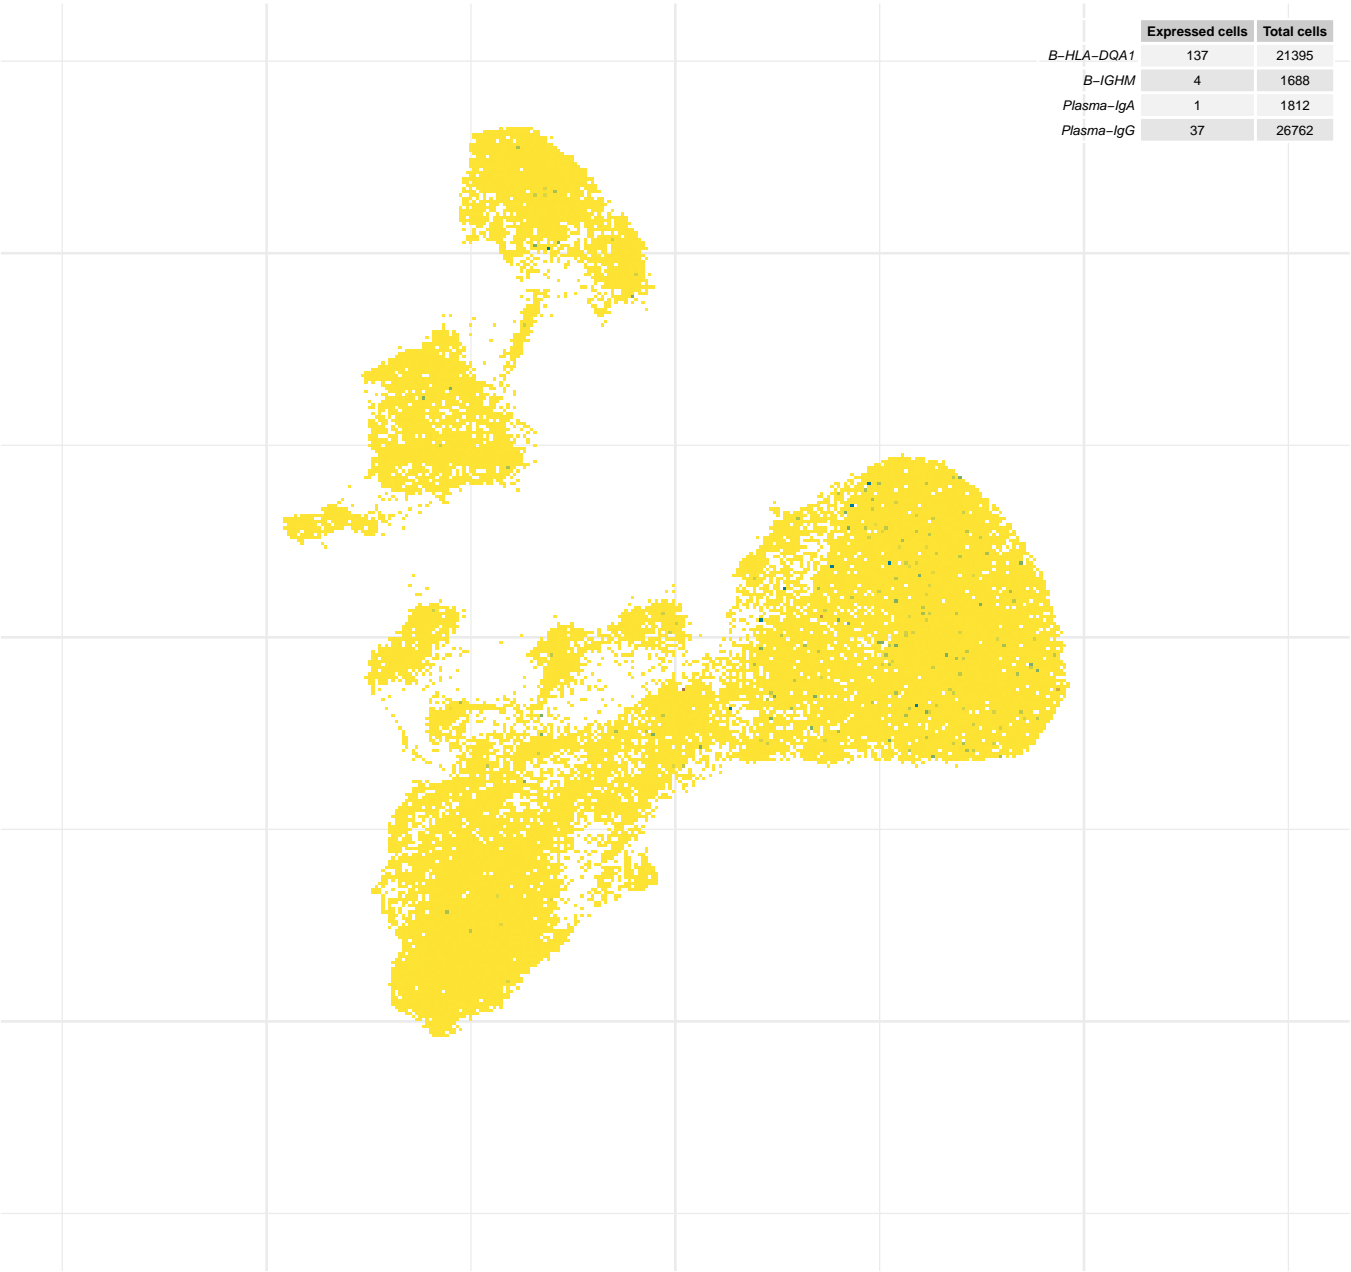 Expressed cells Total cells
B−HLA−DQA1 137 21395
B−IGHM 4 1688
Plasma−IgA 1 1812
Plasma−IgG 37 26762